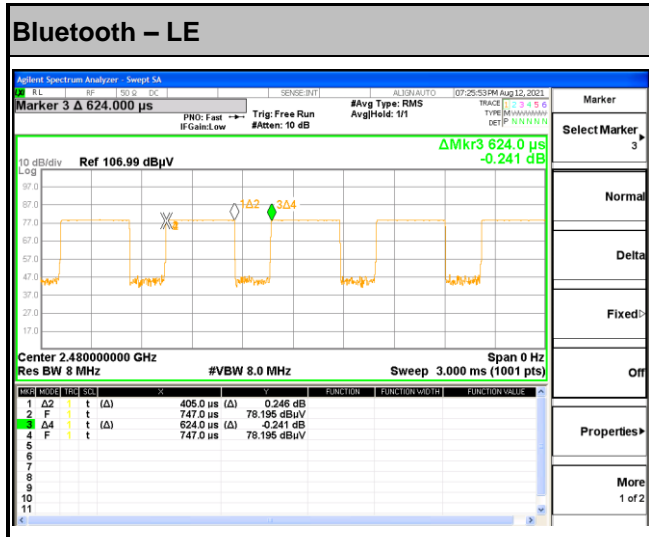 Bluetooth – LE
Agilent Spectrum Analyzer - Swept SA
RL RF 50 Ω DC SENSE:INT ALIGNAUTO 07:25:53PM Aug 12, 2021
Marker 3 Δ 624.000 µs
PNO: Fast
IFGain:Low
Trig: Free Run
#Atten: 10 dB
#Avg Type: RMS
Avg|Hold: 1/1
TRACE 1 2 3 4 5 6
TYPE M
DET P N N N N N
ΔMkr3 624.0 µs
-0.241 dB
10 dB/div Ref 106.99 dBµV
Log
97.0
87.0
77.0
67.0
57.0
47.0
37.0
27.0
17.0
1Δ2 3Δ4
Center 2.480000000 GHz Span 0 Hz
Res BW 8 MHz #VBW 8.0 MHz Sweep 3.000 ms (1001 pts)
MKR MODE TRC SCL X Y FUNCTION FUNCTION WIDTH FUNCTION VALUE
1 Δ2 1 t (Δ) 405.0 µs (Δ) 0.246 dB
2 F 1 t 747.0 µs 78.195 dBµV
3 Δ4 1 t (Δ) 624.0 µs (Δ) -0.241 dB
4 F 1 t 747.0 µs 78.195 dBµV
5
6
7
8
9
10
11
Marker
Select Marker
3
Normal
Delta
Fixed
Off
Properties
More
1 of 2